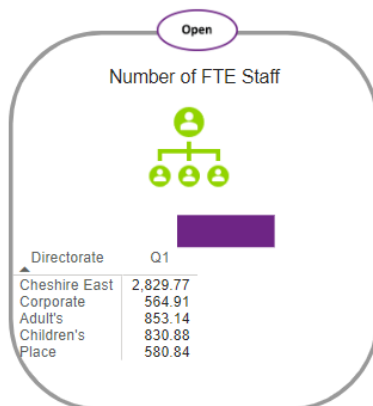 Open
Number of FTE Staff
Directorate Q1
Cheshire East 2,829.77
Corporate 564.91
Adult's 853.14
Children's 830.88
Place 580.84